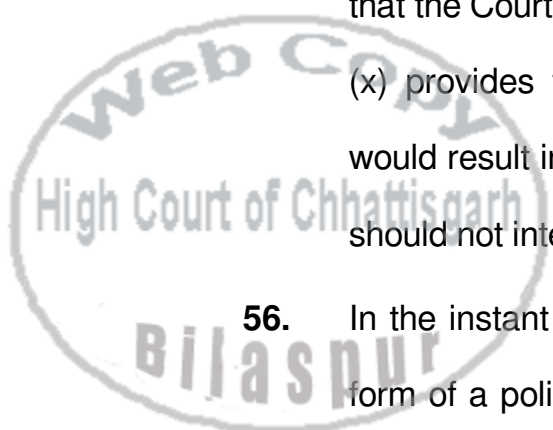 that the Court
(x) provides
would result in
should not inte
56. In the instant
form of a poli
Web Copy
High Court of Chhattisgarh
Bilaspur